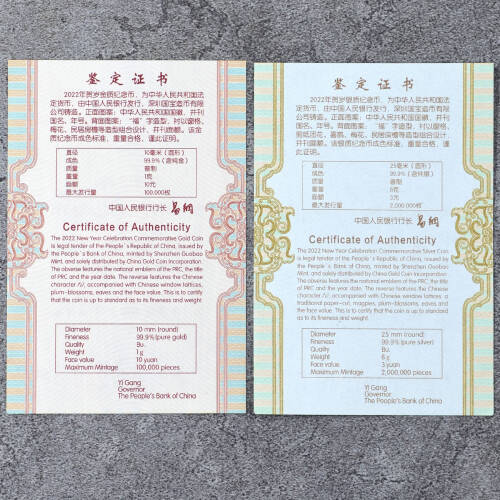 鉴定证书
2022年贺岁金质纪念币，为中华人民共和国法
定货币，由中国人民银行发行，深圳国宝造币有限
公司铸造。正面图案：中华人民共和国国徽，并刊
国名、年号。背面图案：“福”字造型，衬以窗格、
梅花、民居房檐等造型组合设计，并刊面额。该金
质纪念币成色标准，重量合格，谨此证明。
直径 10毫米（圆形）
成色 99.9%（含纯金）
质量 普制
重量 1克
面额 10元
最大发行量 100,000枚
中国人民银行行长 易纲
Certificate of Authenticity
The 2022 New Year Celebration Commemorative Gold Coin
is legal tender of the People's Republic of China, issued by
the People's Bank of China, minted by Shenzhen Guobao
Mint, and solely distributed by China Gold Coin Incorporation.
The obverse features the national emblem of the PRC, the title
of the PRC and the year date. The reverse features the Chinese
character /fu/, accompanied with Chinese window lattices,
plum-blossoms, eaves and the face value. This is to certify
that the coin is up to standard as to its fineness and weight.
Diameter 10 mm (round)
Fineness 99.9%(pure gold)
Quality Bu.
Weight 1 g
Face value 10 yuan
Maximum Mintage 100,000 pieces
Yi Gang
Governor
The People's Bank of China
鉴定证书
2022年贺岁银质纪念币，为中华人民共和国法
定货币，由中国人民银行发行，深圳国宝造币有限
公司铸造。正面图案：中华人民共和国国徽，并刊
国名、年号。背面图案：“福”字造型，衬以窗格、
剪纸团花、喜鹊、梅花、民居房檐等造型组合设计，
并刊面额。该银质纪念币成色标准，重量合格，谨
此证明。
直径 25毫米（圆形）
成色 99.9%（含纯银）
质量 普制
重量 8克
面额 3元
最大发行量 2,000,000枚
中国人民银行行长 易纲
Certificate of Authenticity
The 2022 New Year Celebration Commemorative Silver Coin
is legal tender of the People's Republic of China, issued by
the People's Bank of China, minted by Shenzhen Guobao
Mint, and solely distributed by China Gold Coin Incorporation.
The obverse features the national emblem of the PRC, the title
of the PRC and the year date. The reverse features the Chinese
character /fu/, accompanied with Chinese window lattices, a
traditional paper-cut, magpies, plum-blossoms, eaves and the
face value. This is to certify that the coin is up to standard
as to its fineness and weight.
Diameter 25 mm (round)
Fineness 99.9%(pure silver)
Quality Bu.
Weight 8 g
Face value 3 yuan
Maximum Mintage 2,000,000 pieces
Yi Gang
Governor
The People's Bank of China